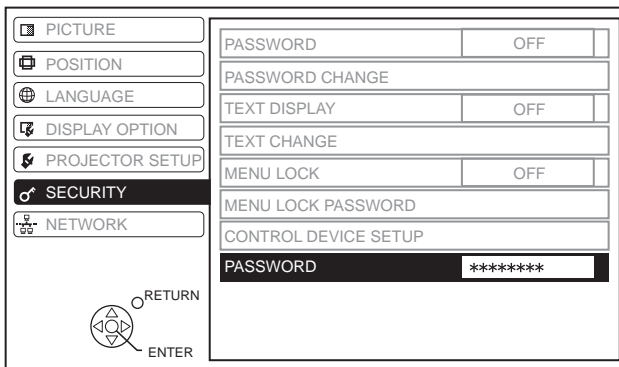 PICTURE
POSITION
LANGUAGE
DISPLAY OPTION
PROJECTOR SETUP
SECURITY
NETWORK
RETURN
ENTER
PASSWORD OFF
PASSWORD CHANGE
TEXT DISPLAY OFF
TEXT CHANGE
MENU LOCK OFF
MENU LOCK PASSWORD
CONTROL DEVICE SETUP
PASSWORD ********